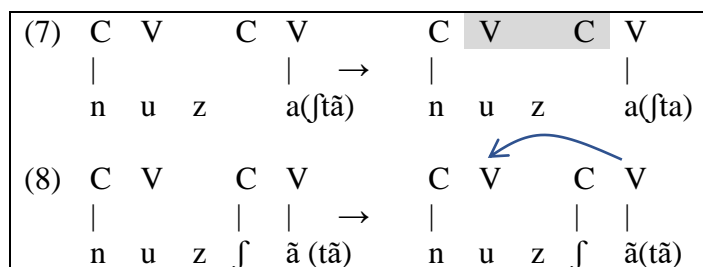 (7) C V C V C V C V
| | → | |
n u z a(ʃtã) n u z a(ʃta)
(8) C V C V C V C V
| | | → | | |
n u z ʃ ã (tã) n u z ʃ ã(tã)